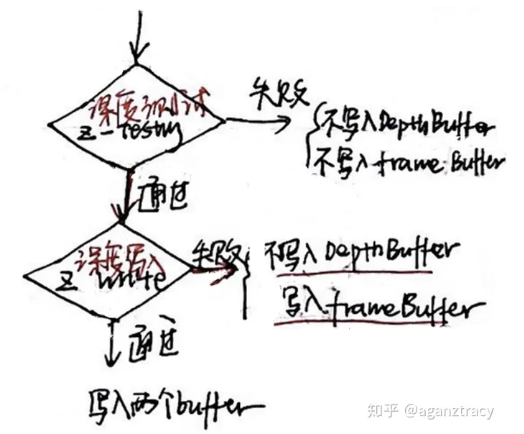 深度测试
z-testing
失败
不写入DepthBuffer
不写入frameBuffer
通过
深度写入
z write
失败
不写入DepthBuffer
写入frameBuffer
通过
写入两个buffer
知乎 @aganztracy